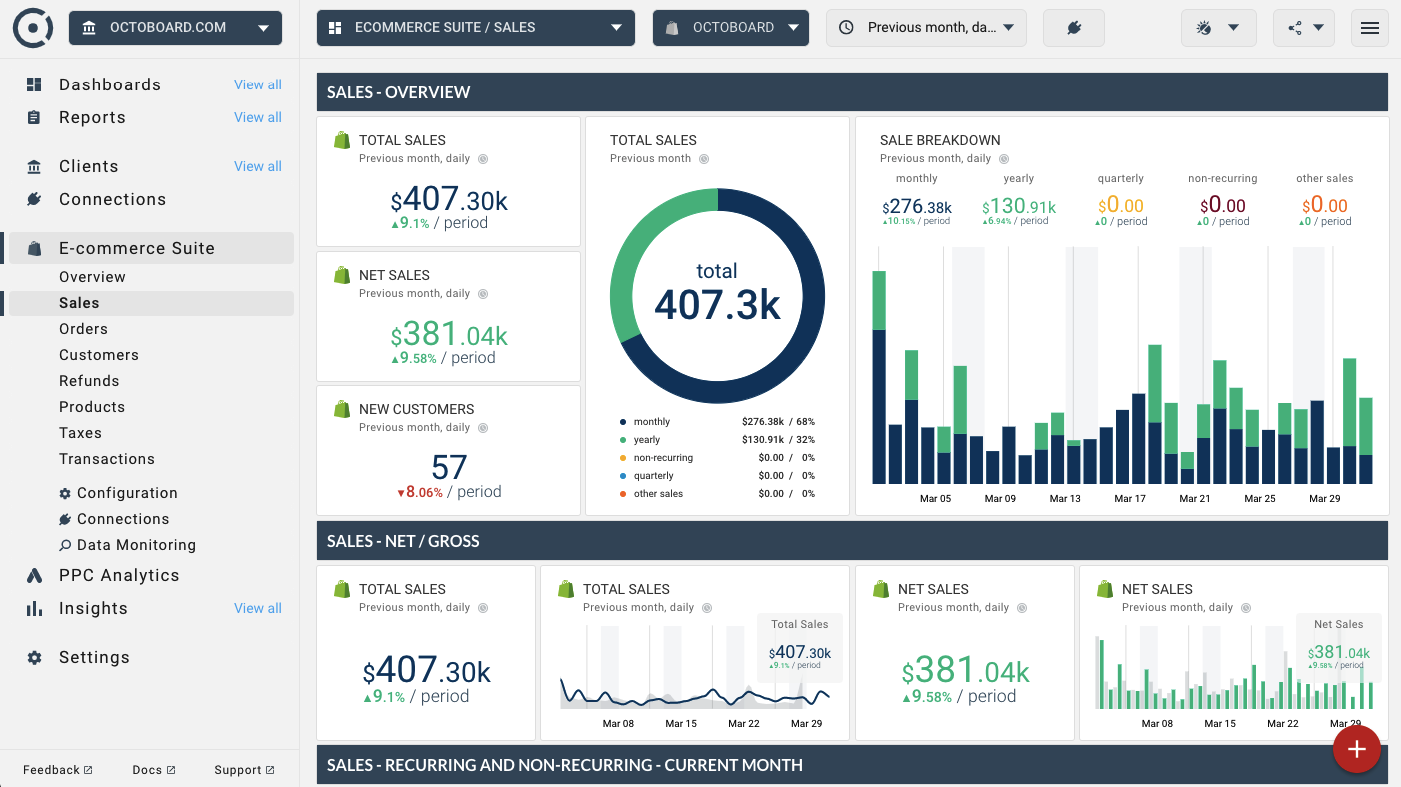 OCTOBOARD.COM
ECOMMERCE SUITE / SALES
OCTOBOARD
Previous month, da...
Dashboards View all
Reports View all
Clients View all
Connections
E-commerce Suite
Overview
Sales
Orders
Customers
Refunds
Products
Taxes
Transactions
Configuration
Connections
Data Monitoring
PPC Analytics
Insights View all
Settings
Feedback Docs Support
SALES - OVERVIEW
TOTAL SALES
Previous month, daily
$407.30k
▲9.1% / period
NET SALES
Previous month, daily
$381.04k
▲9.58% / period
NEW CUSTOMERS
Previous month, daily
57
▼8.06% / period
TOTAL SALES
Previous month
total
407.3k
monthly $276.38k / 68%
yearly $130.91k / 32%
non-recurring $0.00 / 0%
quarterly $0.00 / 0%
other sales $0.00 / 0%
SALE BREAKDOWN
Previous month, daily
monthly yearly quarterly non-recurring other sales
$276.38k $130.91k $0.00 $0.00 $0.00
▲10.15% / period ▲6.94% / period ▲0 / period ▲0 / period ▲0 / period
Mar 05 Mar 09 Mar 13 Mar 17 Mar 21 Mar 25 Mar 29
SALES - NET / GROSS
TOTAL SALES
Previous month, daily
$407.30k
▲9.1% / period
TOTAL SALES
Previous month, daily
Total Sales
$407.30k
▲9.1% / period
Mar 08 Mar 15 Mar 22 Mar 29
NET SALES
Previous month, daily
$381.04k
▲9.58% / period
NET SALES
Previous month, daily
Net Sales
$381.04k
▲9.58% / period
Mar 08 Mar 15 Mar 22 Mar 29
SALES - RECURRING AND NON-RECURRING - CURRENT MONTH